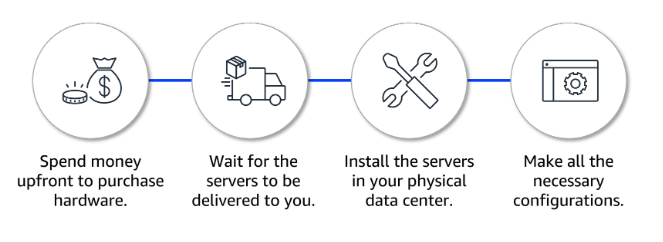 $
Spend money
upfront to purchase
hardware.
Wait for the
servers to be
delivered to you.
Install the servers
in your physical
data center.
Make all the
necessary
configurations.